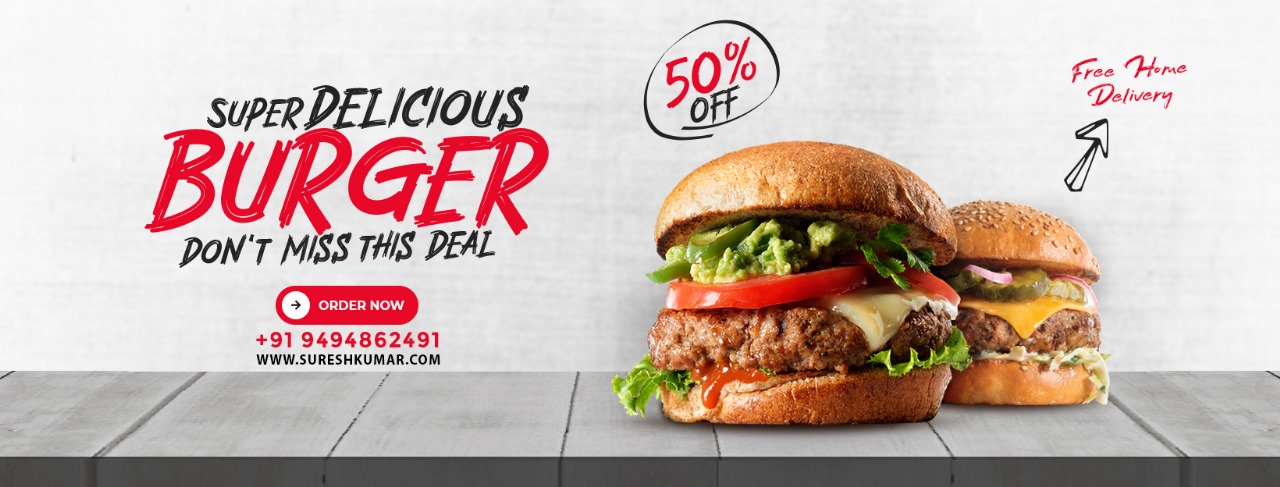 SUPER DELICIOUS
BURGER
DON'T MISS THIS DEAL
ORDER NOW
+91 9494862491
WWW.SURESHKUMAR.COM
50%
OFF
Free Home
Delivery